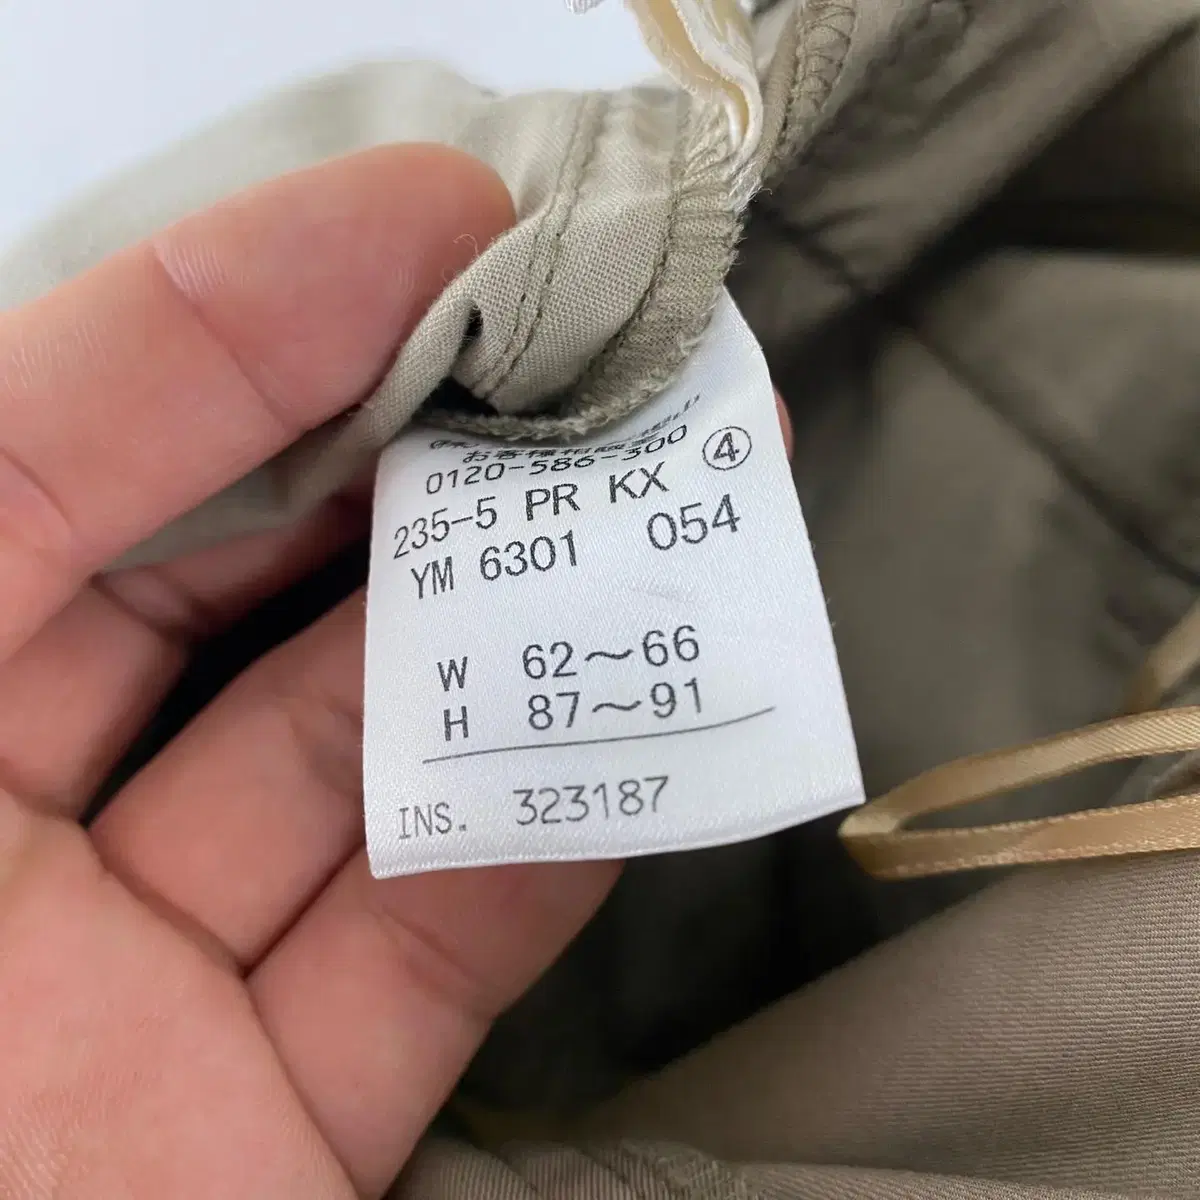 お客様相談室
0120-586-300
235-5 PR KX ④
YM 6301 054
W 62～66
H 87～91
INS. 323187